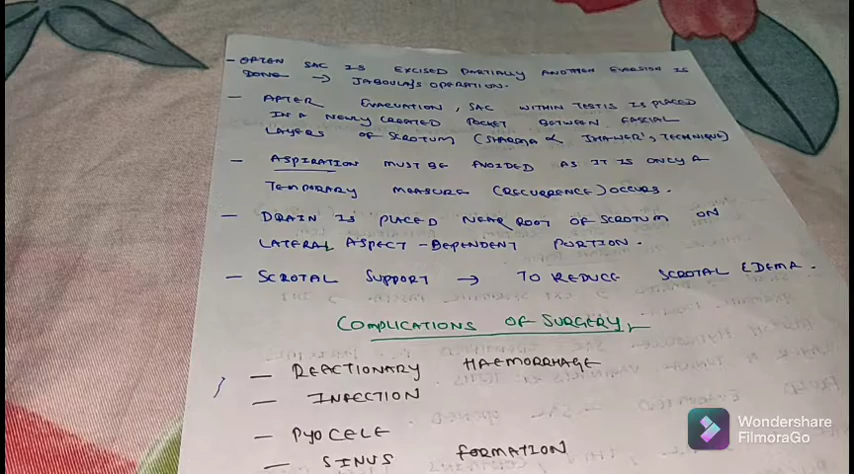 - OFTEN SAC IS EXCISED PARTIALLY AND THEN EVERSION IS
DONE → JABOULAY'S OPERATION.
- AFTER EVACUATION, SAC WITHIN TESTIS IS PLACED
IN A NEWLY CREATED POCKET BETWEEN FASCIAL
LAYERS OF SCROTUM (SHARMA & JHAWER'S TECHNIQUE)
- ASPIRATION MUST BE AVOIDED AS IT IS ONLY A
TEMPORARY MEASURE (RECURRENCE) OCCURS.
- DRAIN IS PLACED NEAR ROOT OF SCROTUM ON
LATERAL ASPECT - DEPENDENT PORTION.
- SCROTAL SUPPORT → TO REDUCE SCROTAL EDEMA.
COMPLICATIONS OF SURGERY
- REACTIONARY HAEMORRHAGE
- INFECTION
- PYOCELE
- SINUS FORMATION
Wondershare
FilmoraGo